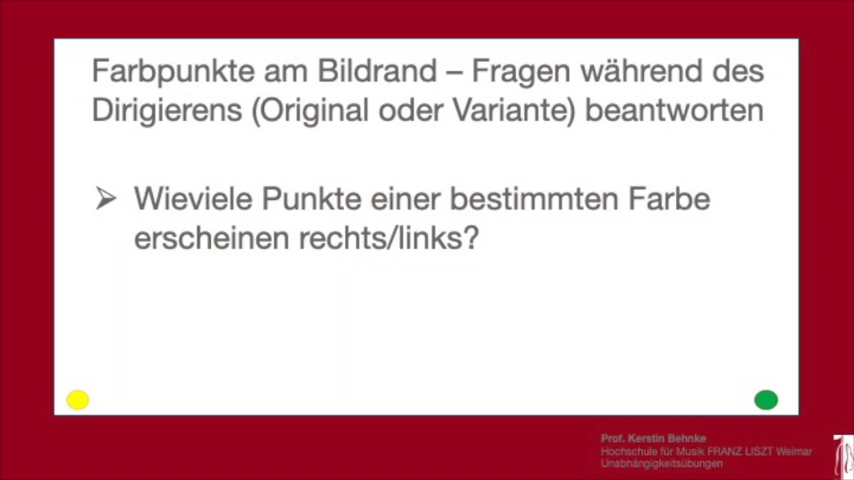 Farbpunkte am Bildrand – Fragen während des
Dirigierens (Original oder Variante) beantworten
➢ Wieviele Punkte einer bestimmten Farbe
erscheinen rechts/links?
Prof. Kerstin Behnke
Hochschule für Musik FRANZ LISZT Weimar
Unabhängigkeitsübungen